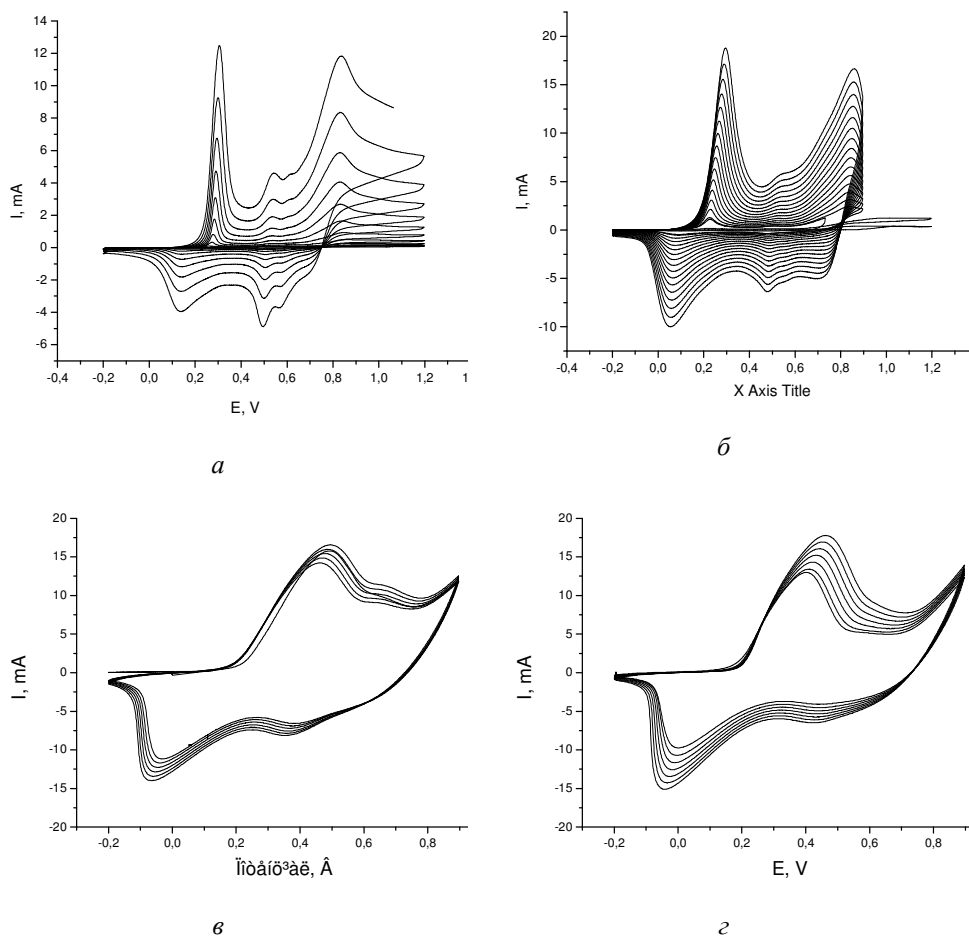 14
12
10
8
6
4
2
0
-2
-4
-6
I, mA
-0,4 -0,2 0,0 0,2 0,4 0,6 0,8 1,0 1,2 1
E, V
а
20
15
10
5
0
-5
-10
I, mA
-0,4 -0,2 0,0 0,2 0,4 0,6 0,8 1,0 1,2
X Axis Title
б
20
15
10
5
0
-5
-10
-15
-20
I, mA
-0,2 0,0 0,2 0,4 0,6 0,8
Ïîòåíö³àë, Â
в
20
15
10
5
0
-5
-10
-15
-20
I, mA
-0,2 0,0 0,2 0,4 0,6 0,8
E, V
г